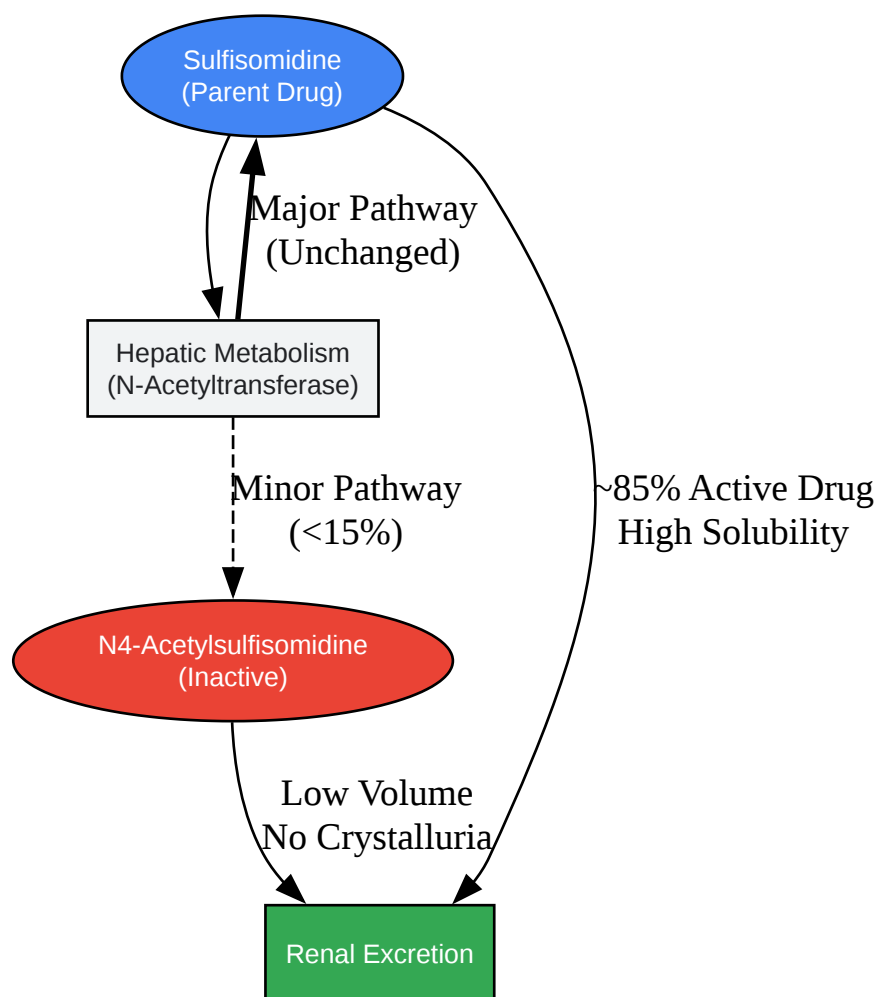 Sulfisomidine
(Parent Drug)
Major Pathway
(Unchanged)
Hepatic Metabolism
(N-Acetyltransferase)
Minor Pathway
(<15%)
~85% Active Drug
High Solubility
N4-Acetylsulfisomidine
(Inactive)
Low Volume
No Crystalluria
Renal Excretion